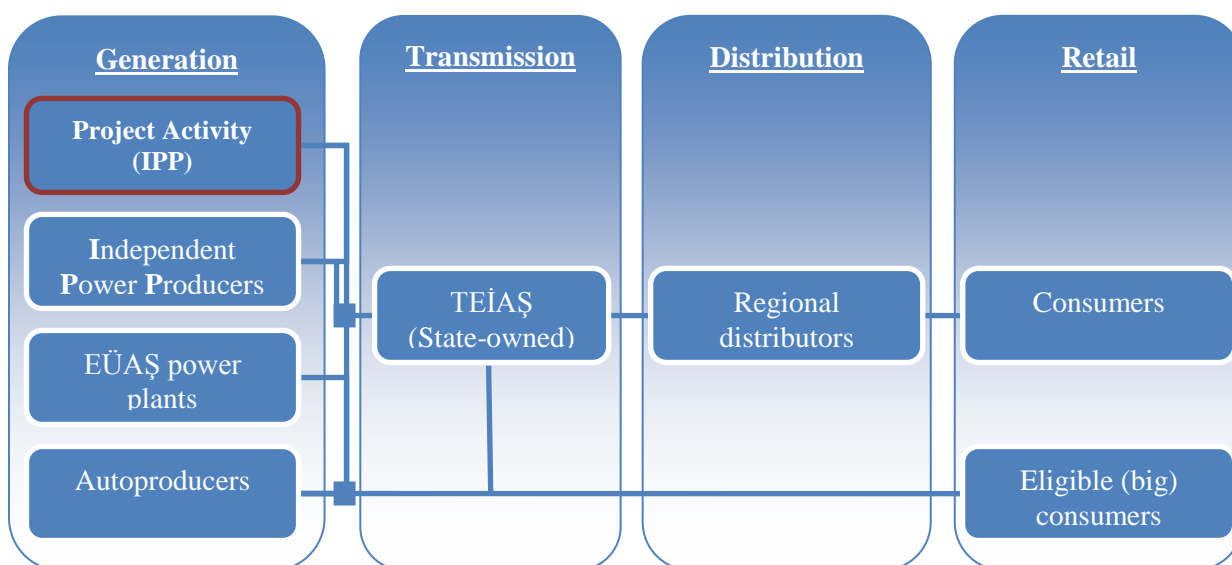 Generation
Project Activity
(IPP)
Independent
Power Producers
EÜAŞ power
plants
Autoproducers
Transmission
TEİAŞ
(State-owned)
Distribution
Regional
distributors
Retail
Consumers
Eligible (big)
consumers